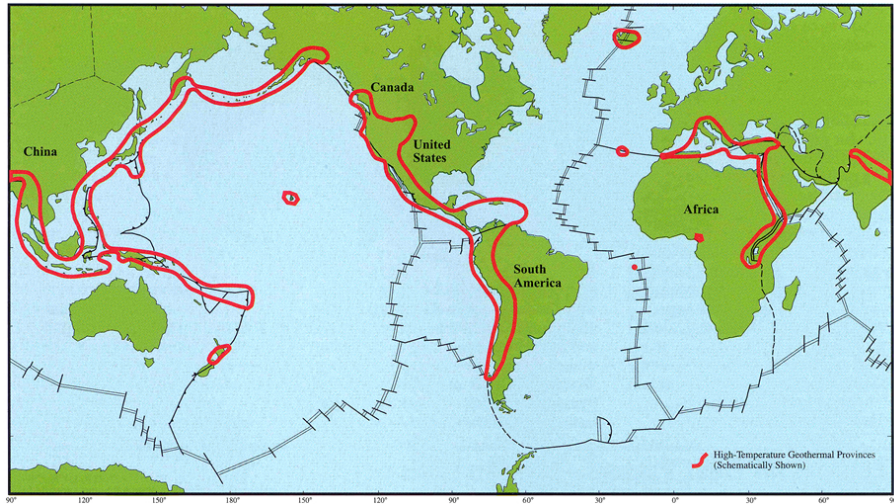 Canada
China
United
States
Africa
South
America
High-Temperature Geothermal Provinces
(Schematically Shown)
90° 120° 150° 180° 150° 120° 90° 60° 30° 0° 30° 60° 90°